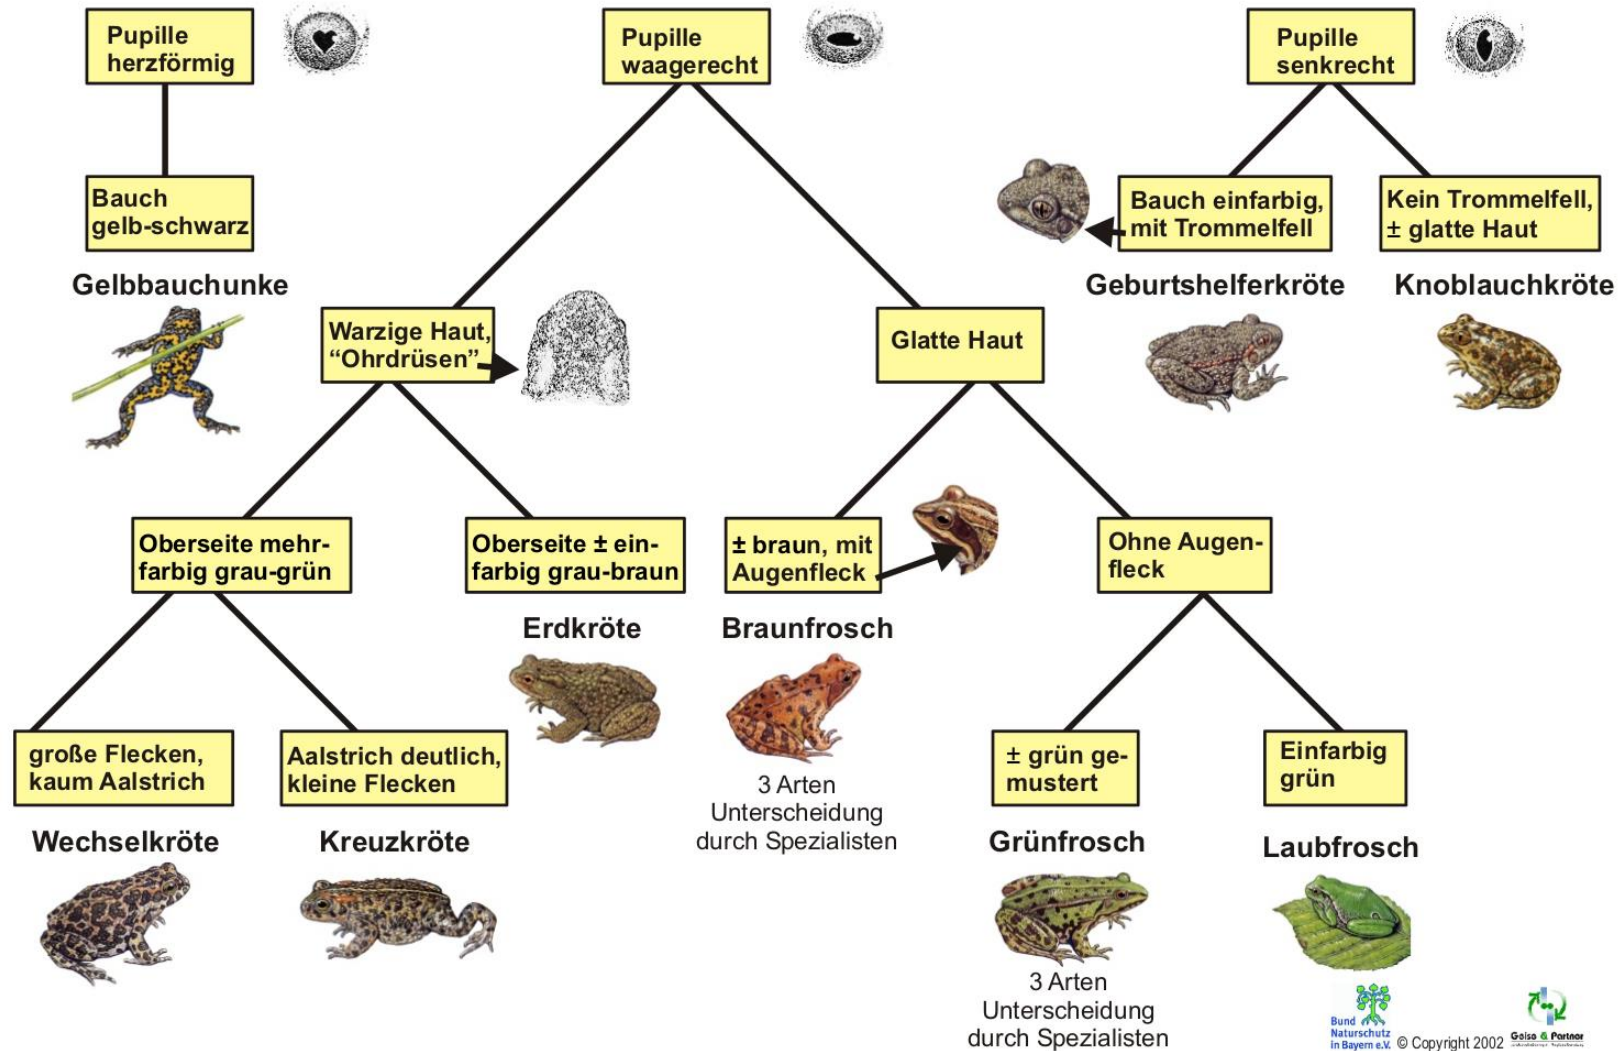 Pupille
herzförmig
Pupille
waagerecht
Pupille
senkrecht
Bauch
gelb-schwarz
Bauch einfarbig,
mit Trommelfell
Kein Trommelfell,
± glatte Haut
Gelbbauchunke
Geburtshelferkröte
Knoblauchkröte
Warzige Haut,
“Ohrdrüsen”
Glatte Haut
Oberseite mehr-
farbig grau-grün
Oberseite ± ein-
farbig grau-braun
± braun, mit
Augenfleck
Ohne Augen-
fleck
Erdkröte
Braunfrosch
3 Arten
Unterscheidung
durch Spezialisten
große Flecken,
kaum Aalstrich
Aalstrich deutlich,
kleine Flecken
± grün ge-
mustert
Einfarbig
grün
Wechselkröte
Kreuzkröte
Grünfrosch
Laubfrosch
3 Arten
Unterscheidung
durch Spezialisten
Bund
Naturschutz
in Bayern e.V.
© Copyright 2002
Geise & Partner